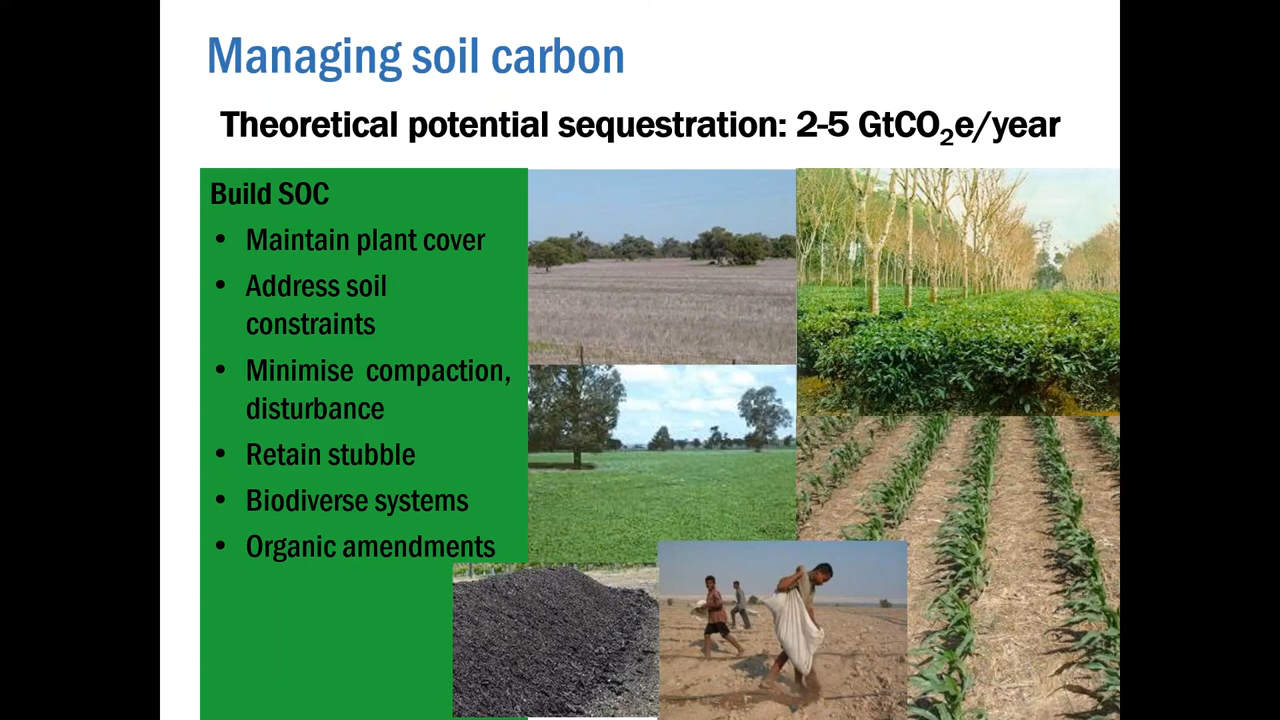 Managing soil carbon
Theoretical potential sequestration: 2-5 GtCO₂e/year
Build SOC
• Maintain plant cover
• Address soil
constraints
• Minimise compaction,
disturbance
• Retain stubble
• Biodiverse systems
• Organic amendments